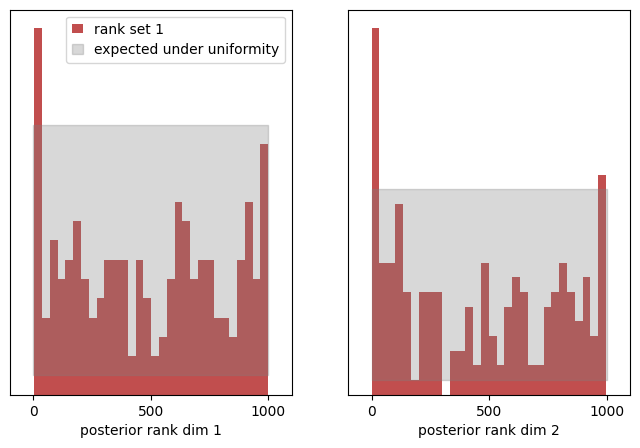 rank set 1
expected under uniformity
0 500 1000
posterior rank dim 1
0 500 1000
posterior rank dim 2